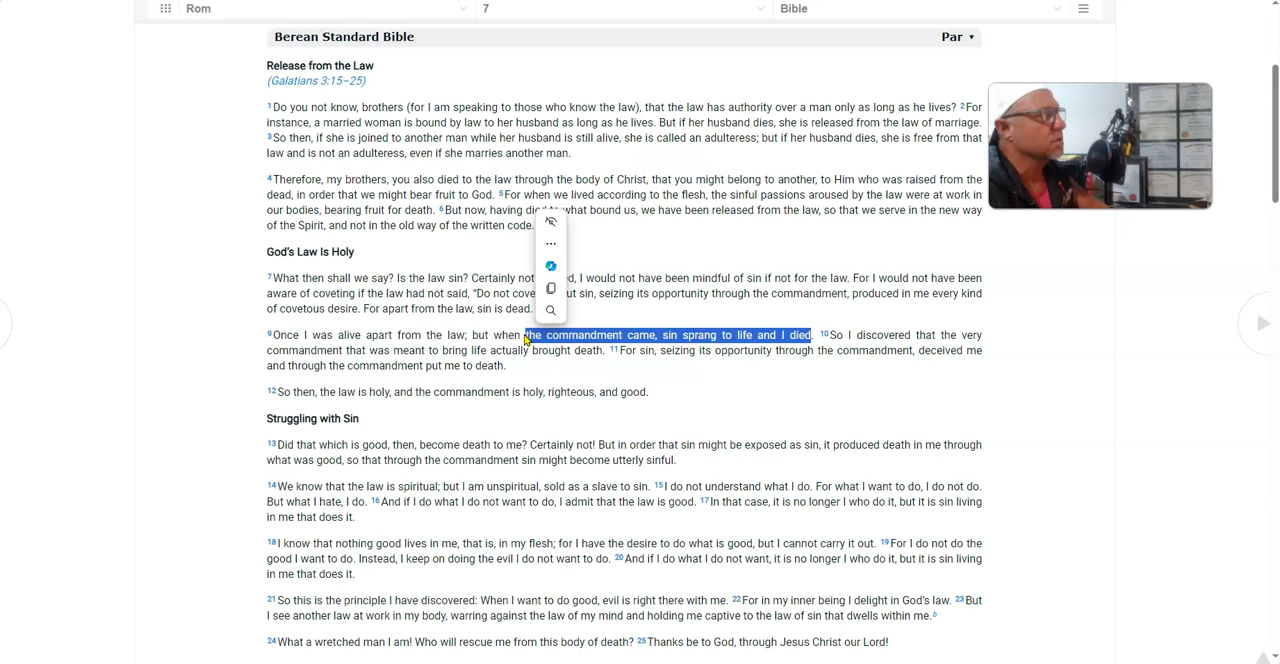 Rom 7 Bible
Berean Standard Bible Par
Release from the Law
(Galatians 3:15–25)
1Do you not know, brothers (for I am speaking to those who know the law), that the law has authority over a man only as long as he lives? 2For
instance, a married woman is bound by law to her husband as long as he lives. But if her husband dies, she is released from the law of marriage.
3So then, if she is joined to another man while her husband is still alive, she is called an adulteress; but if her husband dies, she is free from that
law and is not an adulteress, even if she marries another man.
4Therefore, my brothers, you also died to the law through the body of Christ, that you might belong to another, to Him who was raised from the
dead, in order that we might bear fruit to God. 5For when we lived according to the flesh, the sinful passions aroused by the law were at work in
our bodies, bearing fruit for death. 6But now, having died to what bound us, we have been released from the law, so that we serve in the new way
of the Spirit, and not in the old way of the written code.
God's Law Is Holy
7What then shall we say? Is the law sin? Certainly not d, I would not have been mindful of sin if not for the law. For I would not have been
aware of coveting if the law had not said, “Do not cove ut sin, seizing its opportunity through the commandment, produced in me every kind
of covetous desire. For apart from the law, sin is dead.
9Once I was alive apart from the law; but when the commandment came, sin sprang to life and I died. 10So I discovered that the very
commandment that was meant to bring life actually brought death. 11For sin, seizing its opportunity through the commandment, deceived me
and through the commandment put me to death.
12So then, the law is holy, and the commandment is holy, righteous, and good.
Struggling with Sin
13Did that which is good, then, become death to me? Certainly not! But in order that sin might be exposed as sin, it produced death in me through
what was good, so that through the commandment sin might become utterly sinful.
14We know that the law is spiritual; but I am unspiritual, sold as a slave to sin. 15I do not understand what I do. For what I want to do, I do not do.
But what I hate, I do. 16And if I do what I do not want to do, I admit that the law is good. 17In that case, it is no longer I who do it, but it is sin living
in me that does it.
18I know that nothing good lives in me, that is, in my flesh; for I have the desire to do what is good, but I cannot carry it out. 19For I do not do the
good I want to do. Instead, I keep on doing the evil I do not want to do. 20And if I do what I do not want, it is no longer I who do it, but it is sin living
in me that does it.
21So this is the principle I have discovered: When I want to do good, evil is right there with me. 22For in my inner being I delight in God's law. 23But
I see another law at work in my body, warring against the law of my mind and holding me captive to the law of sin that dwells within me. b
24What a wretched man I am! Who will rescue me from this body of death? 25Thanks be to God, through Jesus Christ our Lord!